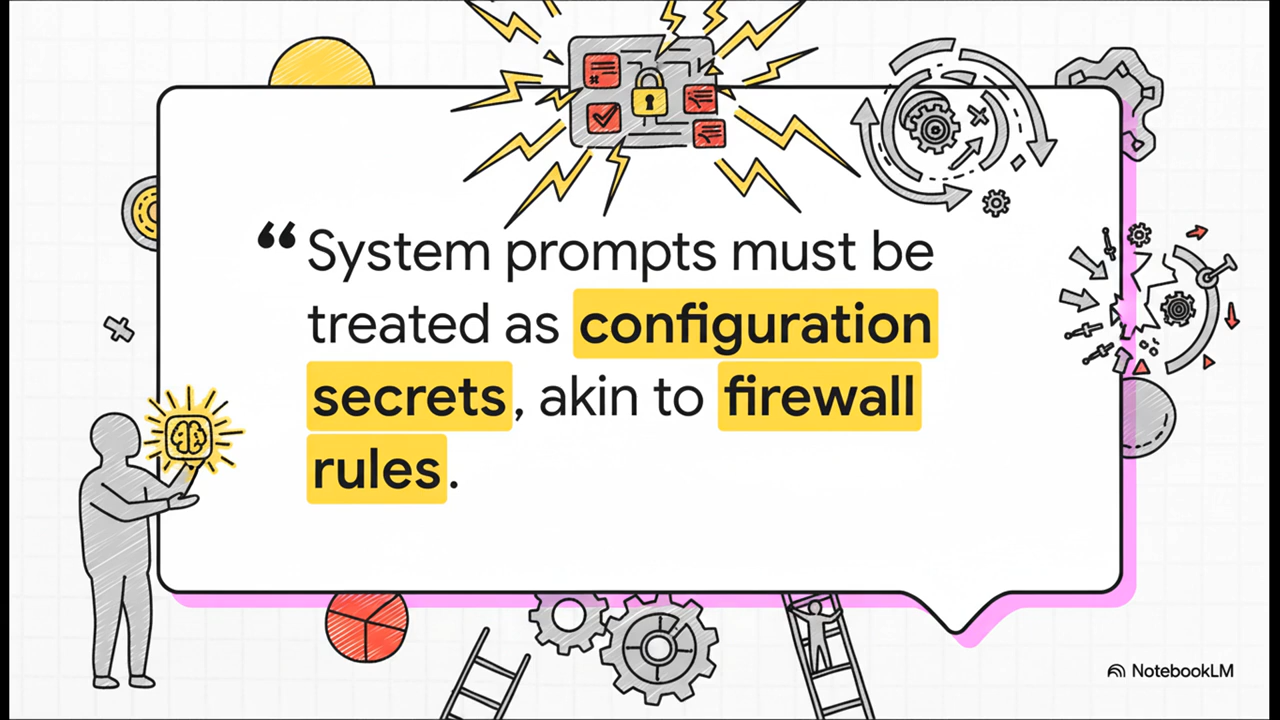 “System prompts must be
treated as configuration
secrets, akin to firewall
rules.
NotebookLM